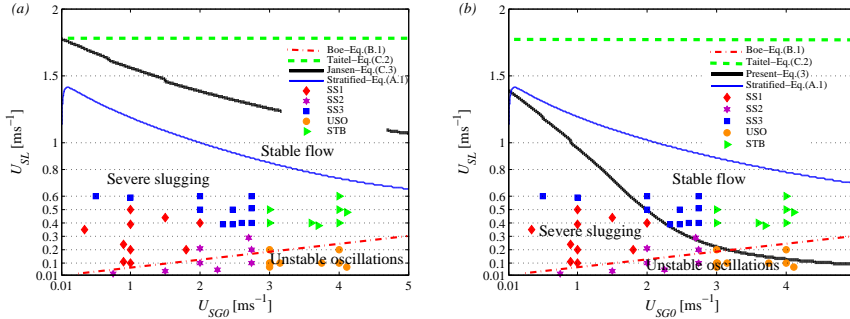 (a)
2
1.5
1
0.6
0.5
0.4
0.3
0.2
0.1
0.01
U_SL [ms⁻¹]
Boe−Eq.(B.1)
Taitel−Eq.(C.2)
Jansen−Eq.(C.3)
Stratified−Eq.(A.1)
SS1
SS2
SS3
USO
STB
Stable flow
Severe slugging
Unstable oscillations
0.01 1 2 3 4 5
U_SG0 [ms⁻¹]
(b)
2
1.5
1
0.6
0.5
0.4
0.3
0.2
0.1
0.01
U_SL [ms⁻¹]
Boe−Eq.(B.1)
Taitel−Eq.(C.2)
Present−Eq.(3)
Stratified−Eq.(A.1)
SS1
SS2
SS3
USO
STB
Stable flow
Severe slugging
Unstable oscillations
0.01 1 2 3 4 5
U_SG0 [ms⁻¹]